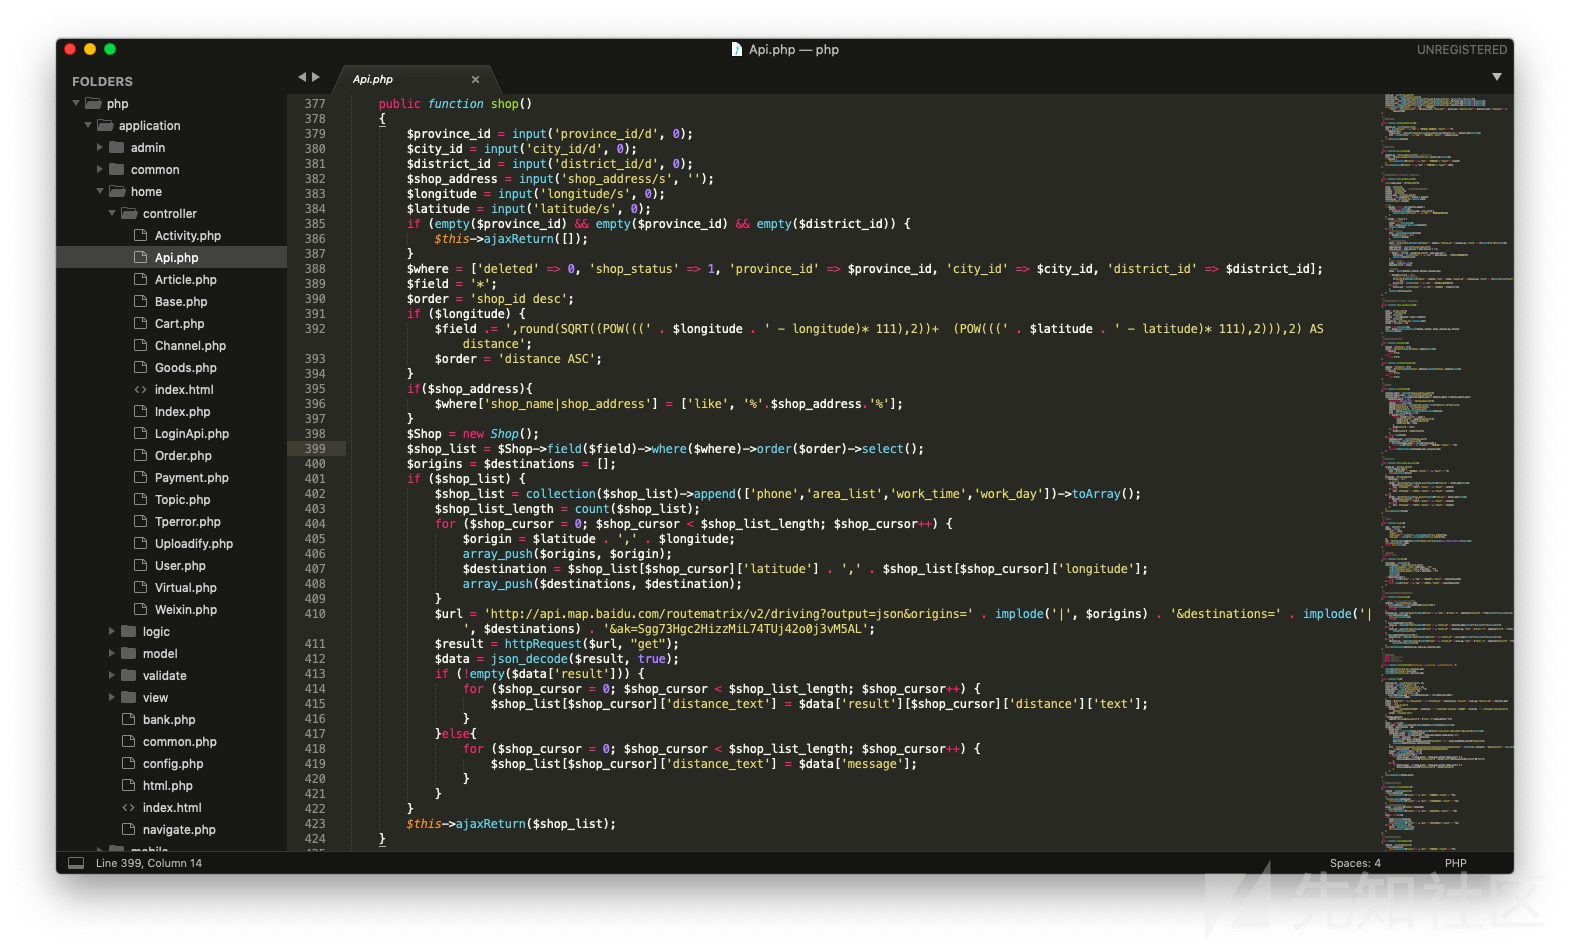 Api.php — php
UNREGISTERED
FOLDERS
php
application
admin
common
home
controller
Activity.php
Api.php
Article.php
Base.php
Cart.php
Channel.php
Goods.php
<> index.html
Index.php
LoginApi.php
Order.php
Payment.php
Topic.php
Tperror.php
Uploadify.php
User.php
Virtual.php
Weixin.php
logic
model
validate
view
bank.php
common.php
config.php
html.php
<> index.html
navigate.php
mobile
Api.php
377 public function shop()
378 {
379 $province_id = input('province_id/d', 0);
380 $city_id = input('city_id/d', 0);
381 $district_id = input('district_id/d', 0);
382 $shop_address = input('shop_address/s', '');
383 $longitude = input('longitude/s', 0);
384 $latitude = input('latitude/s', 0);
385 if (empty($province_id) && empty($province_id) && empty($district_id)) {
386 $this->ajaxReturn([]);
387 }
388 $where = ['deleted' => 0, 'shop_status' => 1, 'province_id' => $province_id, 'city_id' => $city_id, 'district_id' => $district_id];
389 $field = '*';
390 $order = 'shop_id desc';
391 if ($longitude) {
392 $field .= ',round(SQRT((POW(((' . $longitude . ' - longitude)* 111),2))+  (POW(((' . $latitude . ' - latitude)* 111),2))),2) AS
distance';
393 $order = 'distance ASC';
394 }
395 if($shop_address){
396 $where['shop_name|shop_address'] = ['like', '%'.$shop_address.'%'];
397 }
398 $Shop = new Shop();
399 $shop_list = $Shop->field($field)->where($where)->order($order)->select();
400 $origins = $destinations = [];
401 if ($shop_list) {
402 $shop_list = collection($shop_list)->append(['phone','area_list','work_time','work_day'])->toArray();
403 $shop_list_length = count($shop_list);
404 for ($shop_cursor = 0; $shop_cursor < $shop_list_length; $shop_cursor++) {
405 $origin = $latitude . ',' . $longitude;
406 array_push($origins, $origin);
407 $destination = $shop_list[$shop_cursor]['latitude'] . ',' . $shop_list[$shop_cursor]['longitude'];
408 array_push($destinations, $destination);
409 }
410 $url = 'http://api.map.baidu.com/routematrix/v2/driving?output=json&origins=' . implode('|', $origins) . '&destinations=' . implode('|
', $destinations) . '&ak=Sgg73Hgc2HizzMiL74TUj42o0j3vM5AL';
411 $result = httpRequest($url, "get");
412 $data = json_decode($result, true);
413 if (!empty($data['result'])) {
414 for ($shop_cursor = 0; $shop_cursor < $shop_list_length; $shop_cursor++) {
415 $shop_list[$shop_cursor]['distance_text'] = $data['result'][$shop_cursor]['distance']['text'];
416 }
417 }else{
418 for ($shop_cursor = 0; $shop_cursor < $shop_list_length; $shop_cursor++) {
419 $shop_list[$shop_cursor]['distance_text'] = $data['message'];
420 }
421 }
422 }
423 $this->ajaxReturn($shop_list);
424 }
Line 399, Column 14
Spaces: 4
PHP
先知社区